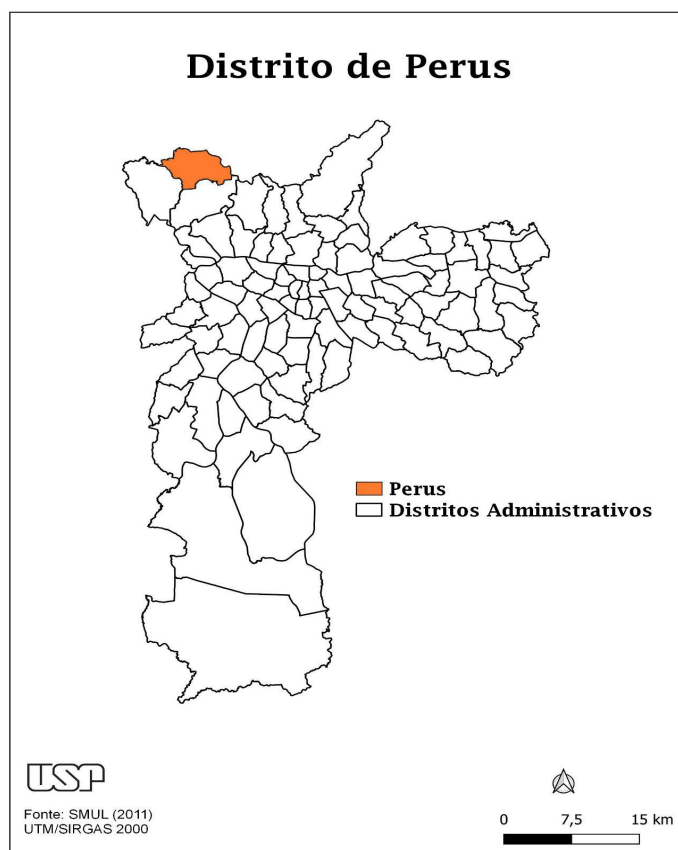 Distrito de Perus
Perus
Distritos Administrativos
USP
Fonte: SMUL (2011)
UTM/SIRGAS 2000
0 7,5 15 km